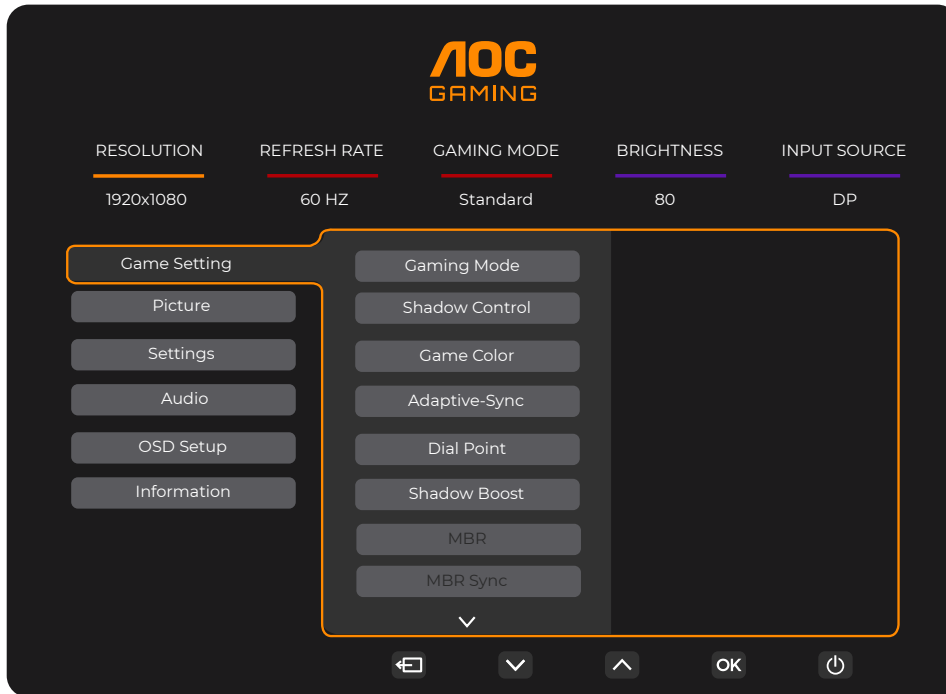 AOC
GAMING
RESOLUTION REFRESH RATE GAMING MODE BRIGHTNESS INPUT SOURCE
1920x1080 60 HZ Standard 80 DP
Game Setting
Picture
Settings
Audio
OSD Setup
Information
Gaming Mode
Shadow Control
Game Color
Adaptive-Sync
Dial Point
Shadow Boost
MBR
MBR Sync
OK